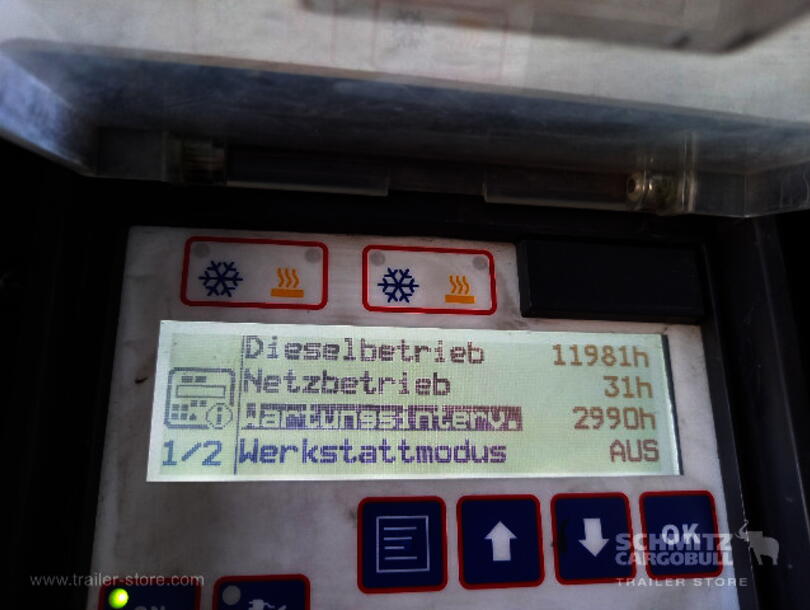 Dieselbetrieb 11981h
Netzbetrieb 31h
Wartungsinterv. 2990h
1/2 Werkstattmodus AUS
OK
SCHMITZ
CARGOBULL
TRAILER STORE
www.trailer-store.com
ON